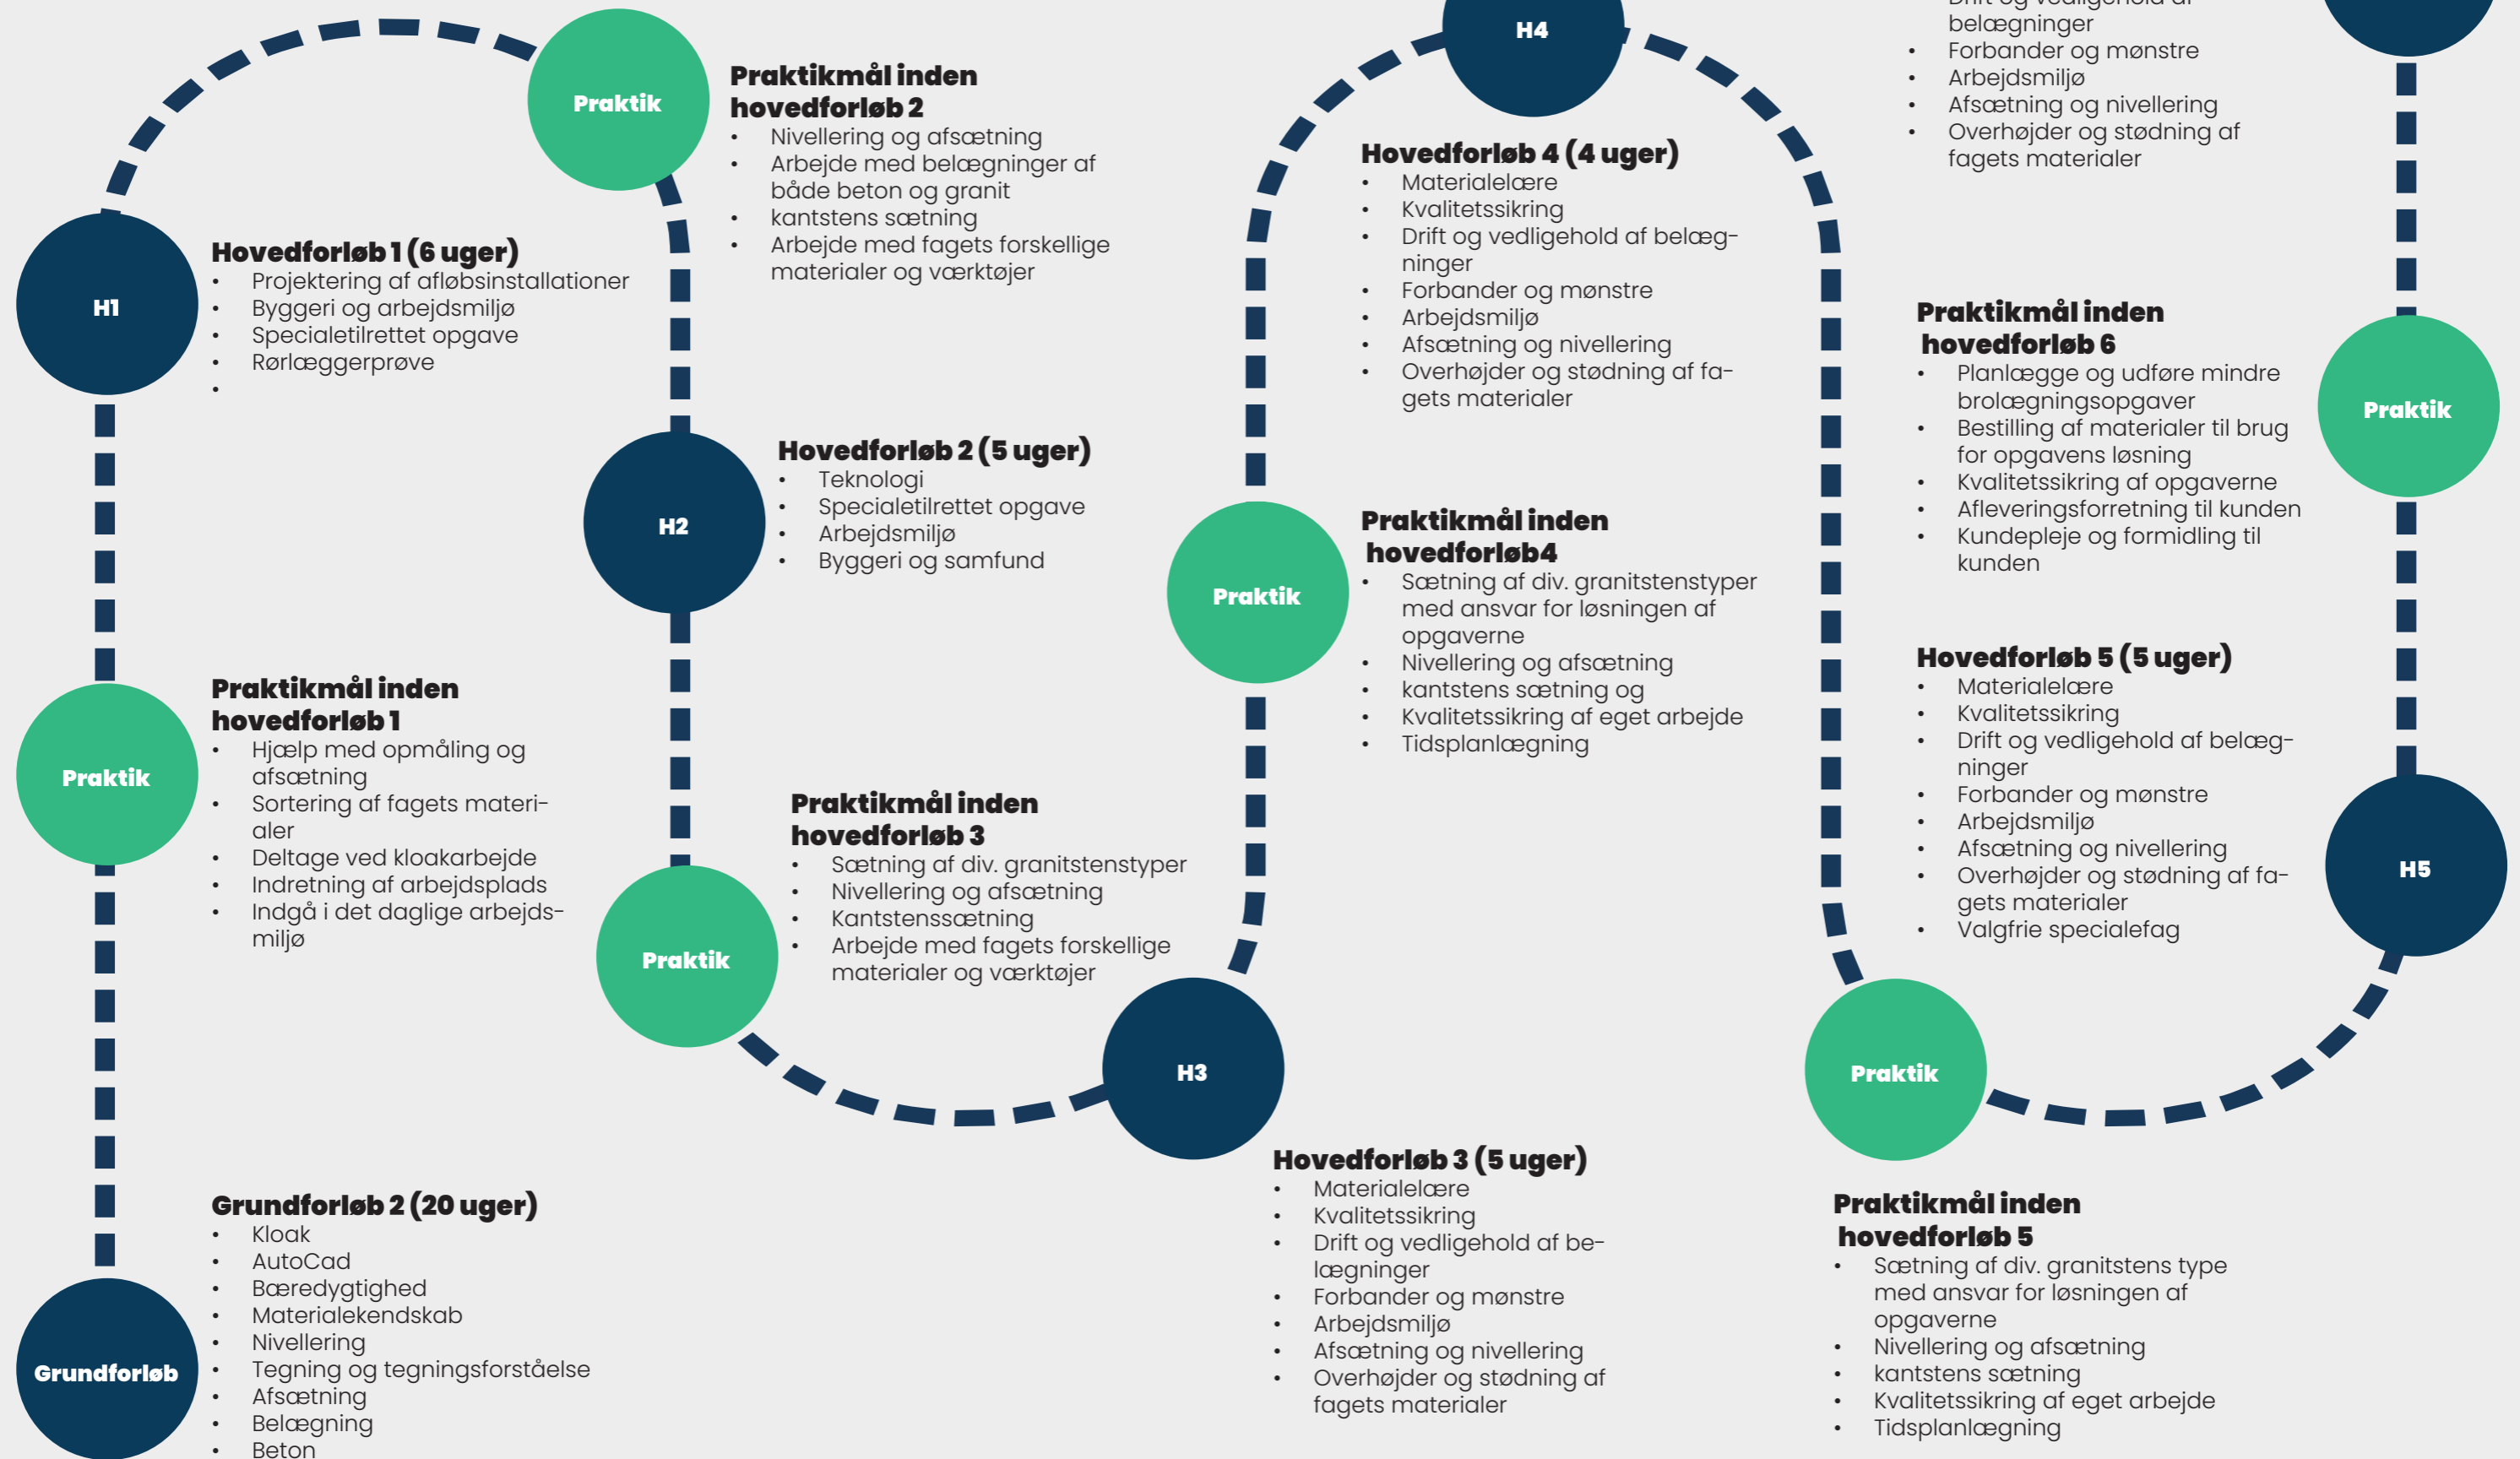 Grundforløb
Grundforløb 2 (20 uger)
• Kloak
• AutoCad
• Bæredygtighed
• Materialekendskab
• Nivellering
• Tegning og tegningsforståelse
• Afsætning
• Belægning
• Beton
Praktik
Praktikmål inden
hovedforløb 1
• Hjælp med opmåling og
afsætning
• Sortering af fagets materi-
aler
• Deltage ved kloakarbejde
• Indretning af arbejdsplads
• Indgå i det daglige arbejds-
miljø
H1
Hovedforløb 1 (6 uger)
• Projektering af afløbsinstallationer
• Byggeri og arbejdsmiljø
• Specialetilrettet opgave
• Rørlæggerprøve
•
Praktik
Praktikmål inden
hovedforløb 2
• Nivellering og afsætning
• Arbejde med belægninger af
både beton og granit
• kantstens sætning
• Arbejde med fagets forskellige
materialer og værktøjer
H2
Hovedforløb 2 (5 uger)
• Teknologi
• Specialetilrettet opgave
• Arbejdsmiljø
• Byggeri og samfund
Praktik
Praktikmål inden
hovedforløb 3
• Sætning af div. granitstenstyper
• Nivellering og afsætning
• Kantstenssætning
• Arbejde med fagets forskellige
materialer og værktøjer
H3
Hovedforløb 3 (5 uger)
• Materialelære
• Kvalitetssikring
• Drift og vedligehold af be-
lægninger
• Forbander og mønstre
• Arbejdsmiljø
• Afsætning og nivellering
• Overhøjder og stødning af
fagets materialer
Praktik
Praktikmål inden
hovedforløb4
• Sætning af div. granitstenstyper
med ansvar for løsningen af
opgaverne
• Nivellering og afsætning
• kantstens sætning og
• Kvalitetssikring af eget arbejde
• Tidsplanlægning
H4
Hovedforløb 4 (4 uger)
• Materialelære
• Kvalitetssikring
• Drift og vedligehold af belæg-
ninger
• Forbander og mønstre
• Arbejdsmiljø
• Afsætning og nivellering
• Overhøjder og stødning af fa-
gets materialer
Praktik
Praktikmål inden
hovedforløb 5
• Sætning af div. granitstens type
med ansvar for løsningen af
opgaverne
• Nivellering og afsætning
• kantstens sætning
• Kvalitetssikring af eget arbejde
• Tidsplanlægning
H5
Hovedforløb 5 (5 uger)
• Materialelære
• Kvalitetssikring
• Drift og vedligehold af belæg-
ninger
• Forbander og mønstre
• Arbejdsmiljø
• Afsætning og nivellering
• Overhøjder og stødning af fa-
gets materialer
• Valgfrie specialefag
Praktik
Praktikmål inden
hovedforløb 6
• Planlægge og udføre mindre
brolægningsopgaver
• Bestilling af materialer til brug
for opgavens løsning
• Kvalitetssikring af opgaverne
• Afleveringsforretning til kunden
• Kundepleje og formidling til
kunden
Drift og vedligehold af
belægninger
• Forbander og mønstre
• Arbejdsmiljø
• Afsætning og nivellering
• Overhøjder og stødning af
fagets materialer